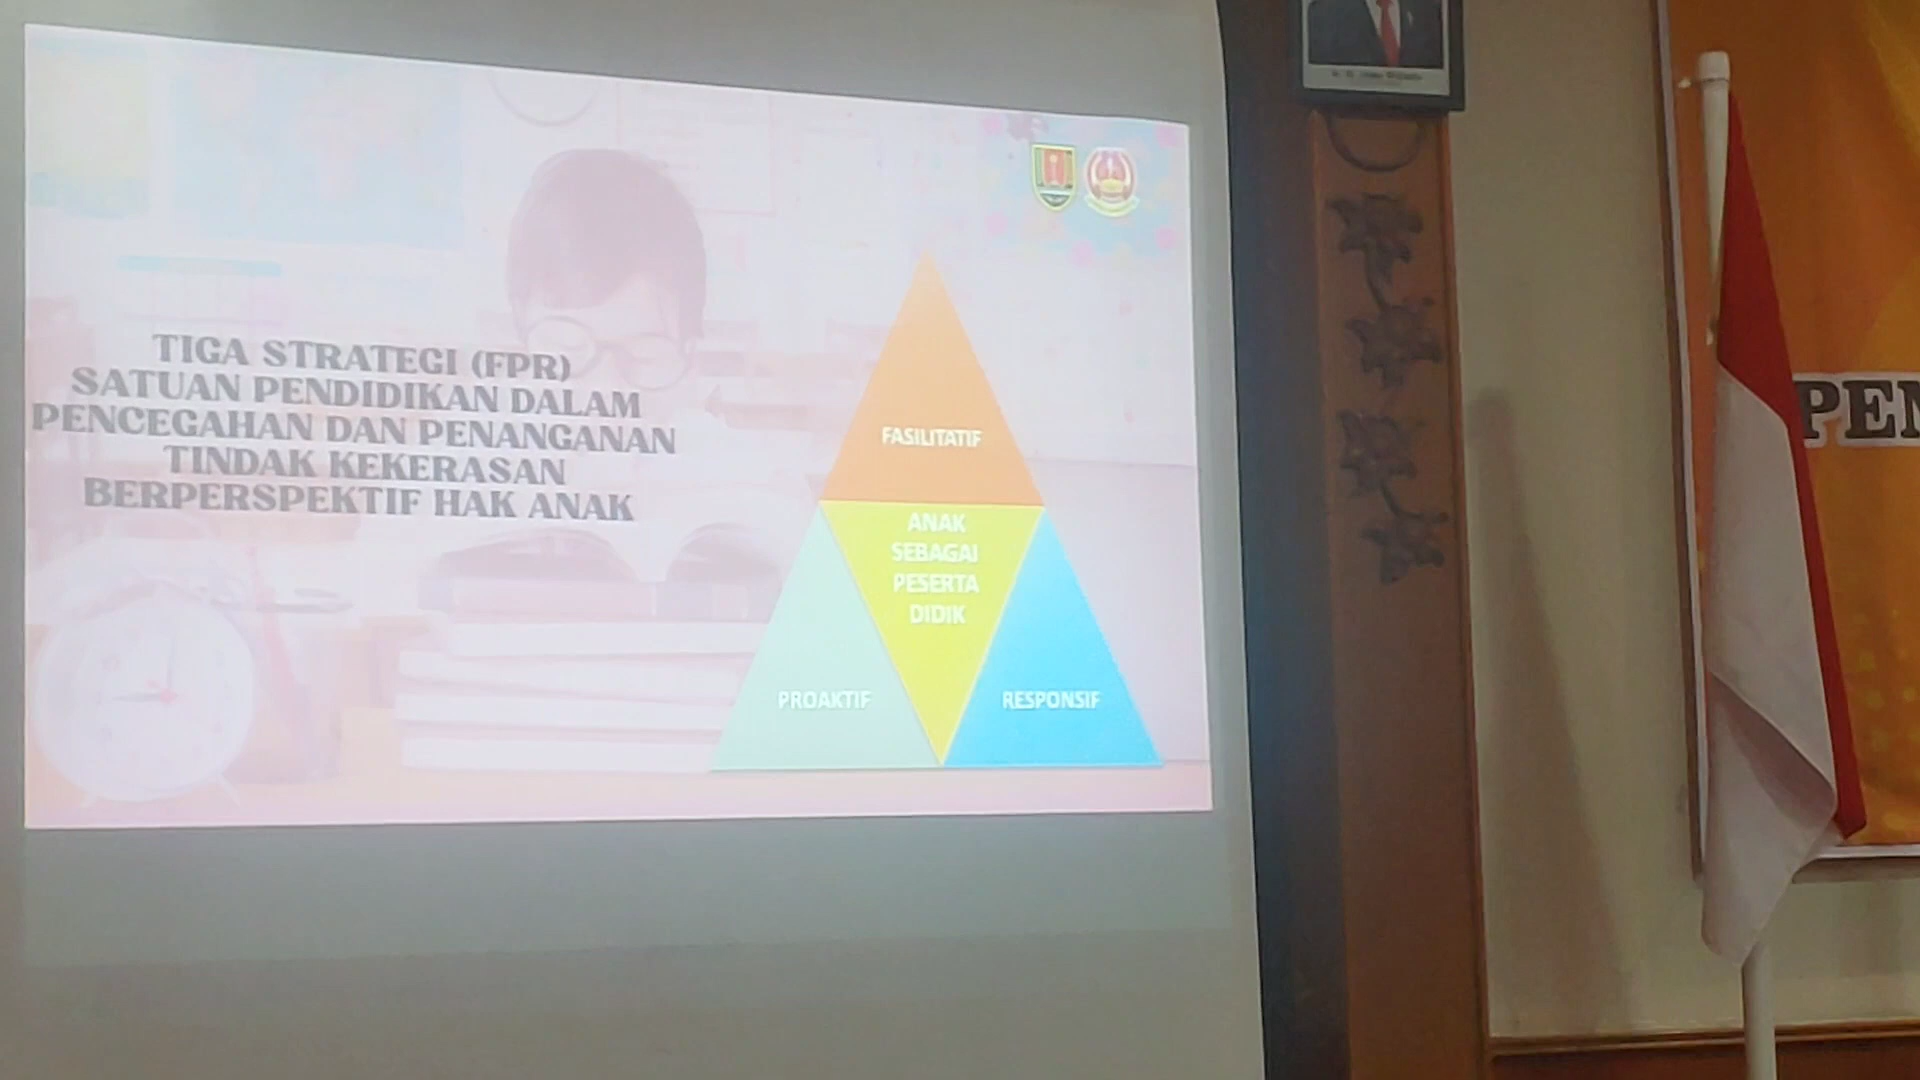 TIGA STRATEGI (FPR)
SATUAN PENDIDIKAN DALAM
PENCEGAHAN DAN PENANGANAN
TINDAK KEKERASAN
BERPERSPEKTIF HAK ANAK
FASILITATIF
ANAK
SEBAGAI
PESERTA
DIDIK
PROAKTIF
RESPONSIF